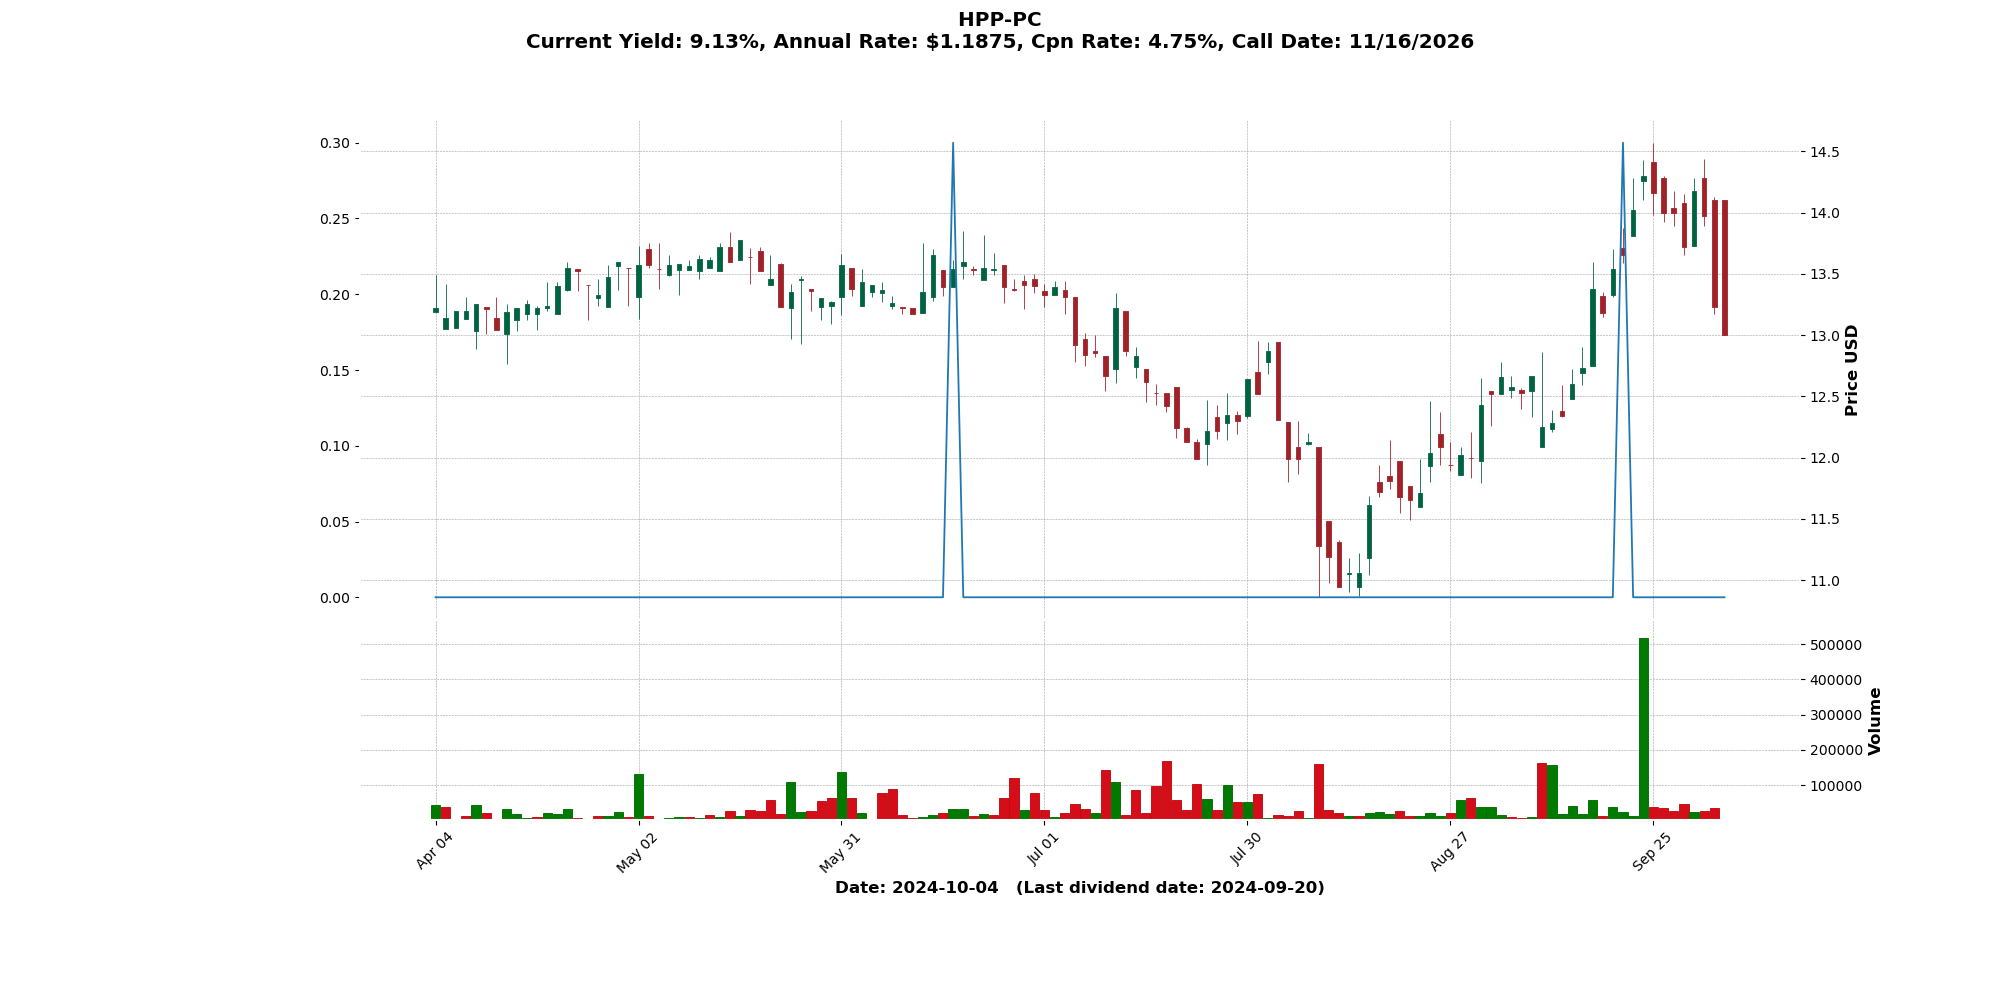 HPP-PC
Current Yield: 9.13%, Annual Rate: $1.1875, Cpn Rate: 4.75%, Call Date: 11/16/2026
0.30
0.25
0.20
0.15
0.10
0.05
0.00
14.5
14.0
13.5
13.0
12.5
12.0
11.5
11.0
Price USD
500000
400000
300000
200000
100000
Volume
Apr 04
May 02
May 31
Jul 01
Jul 30
Aug 27
Sep 25
Date: 2024-10-04 (Last dividend date: 2024-09-20)